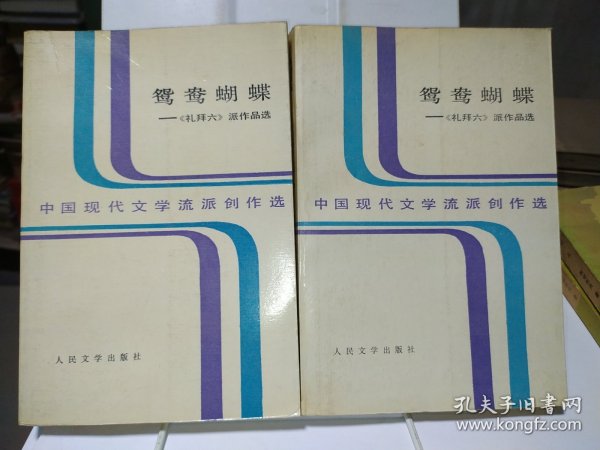 鸳鸯蝴蝶
——《礼拜六》派作品选
中国现代文学流派创作选
人民文学出版社
鸳鸯蝴蝶
——《礼拜六》派作品选
中国现代文学流派创作选
人民文学出版社
孔夫子旧书网
www.kongfz.com